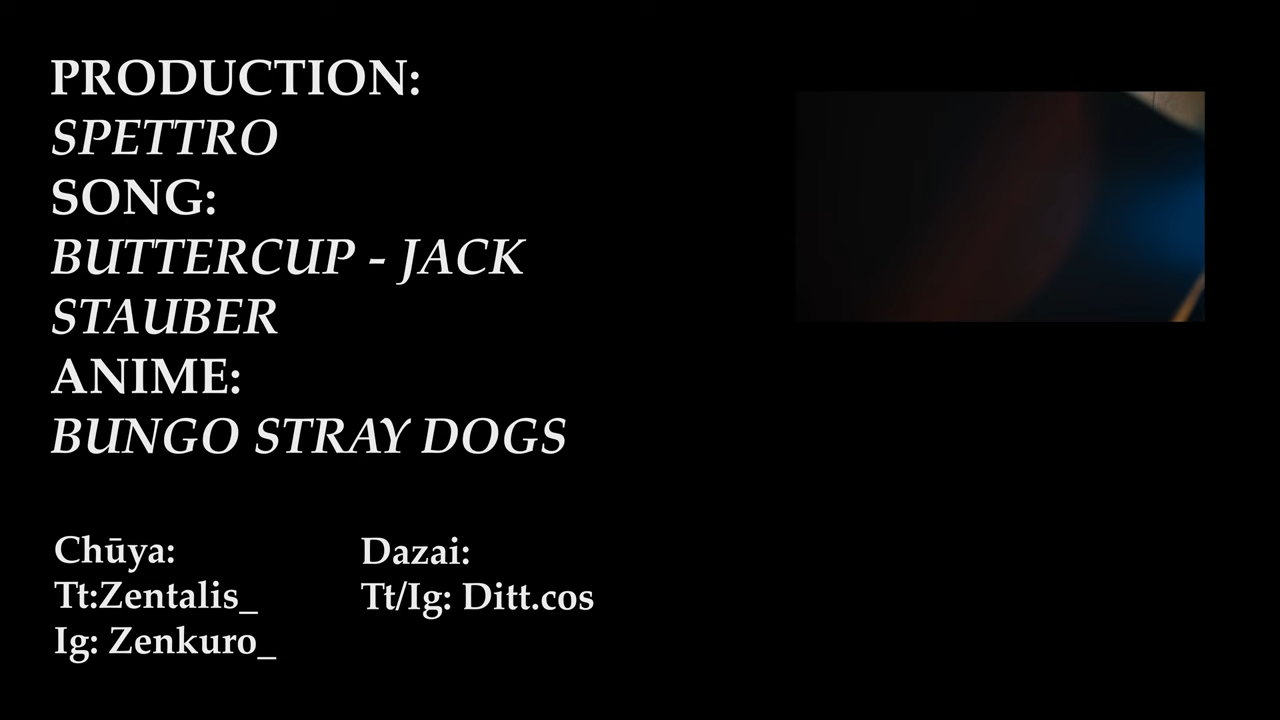 PRODUCTION:
SPETTRO
SONG:
BUTTERCUP - JACK
STAUBER
ANIME:
BUNGO STRAY DOGS
Chūya:
Tt:Zentalis_
Ig: Zenkuro_
Dazai:
Tt/Ig: Ditt.cos